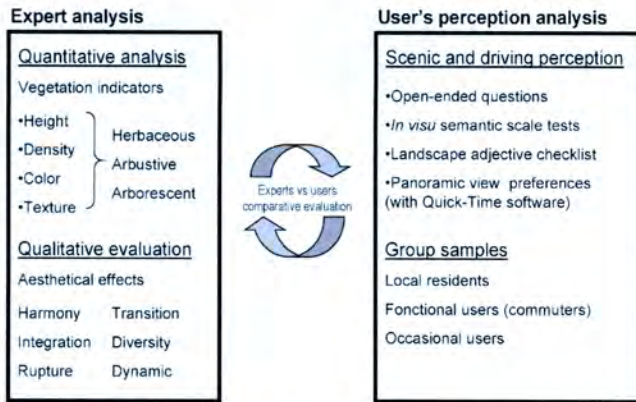 Expert analysis
Quantitative analysis
Vegetation indicators
•Height
•Density
•Color
•Texture
Herbaceous
Arbustive
Arborescent
Qualitative evaluation
Aesthetical effects
Harmony Transition
Integration Diversity
Rupture Dynamic
Experts vs users
comparative evaluation
User's perception analysis
Scenic and driving perception
•Open-ended questions
•In visu semantic scale tests
•Landscape adjective checklist
•Panoramic view preferences
(with Quick-Time software)
Group samples
Local residents
Fonctional users (commuters)
Occasional users